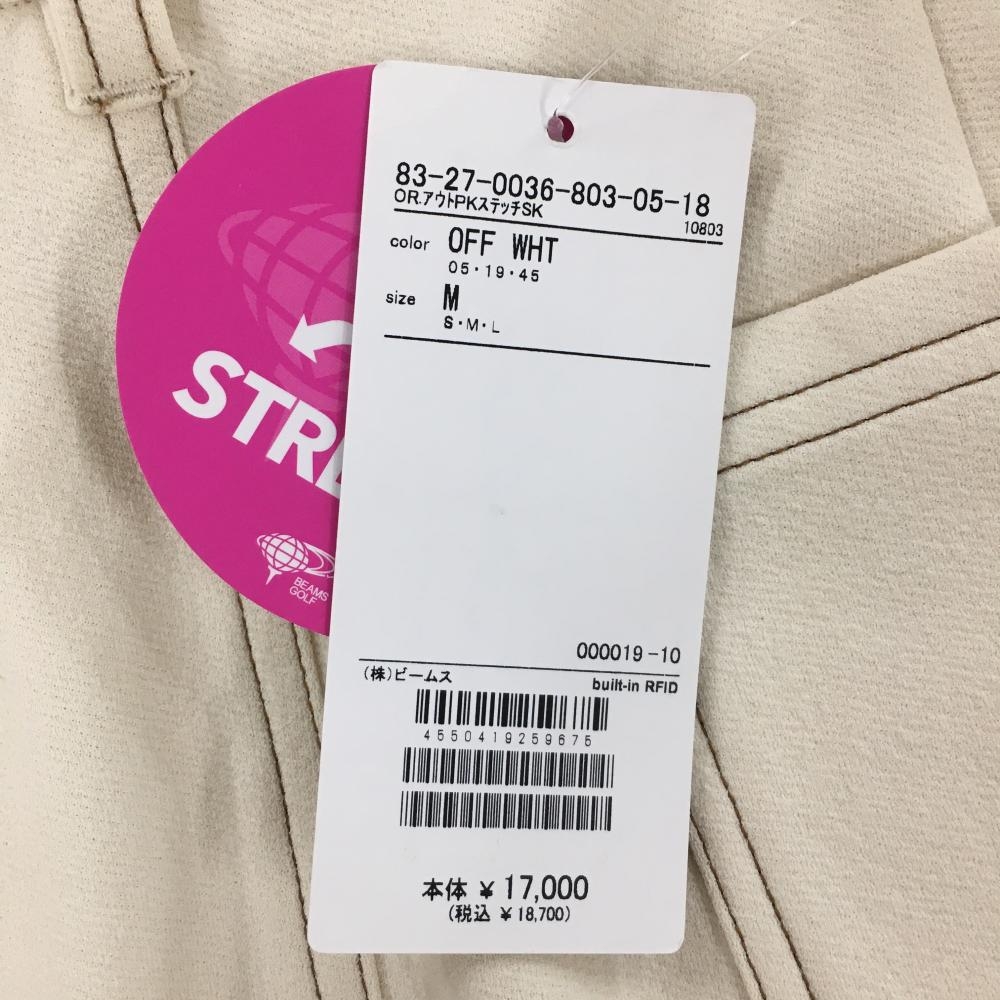 83-27-0036-803-05-18
OR.アウトPKステッチSK
10803
color OFF WHT
05・19・45
size M
S・M・L
000019-10
(株)ビームス
built-in RFID
4550419259675
本体 ¥ 17,000
(税込 ¥ 18,700)
BEAMS
GOLF